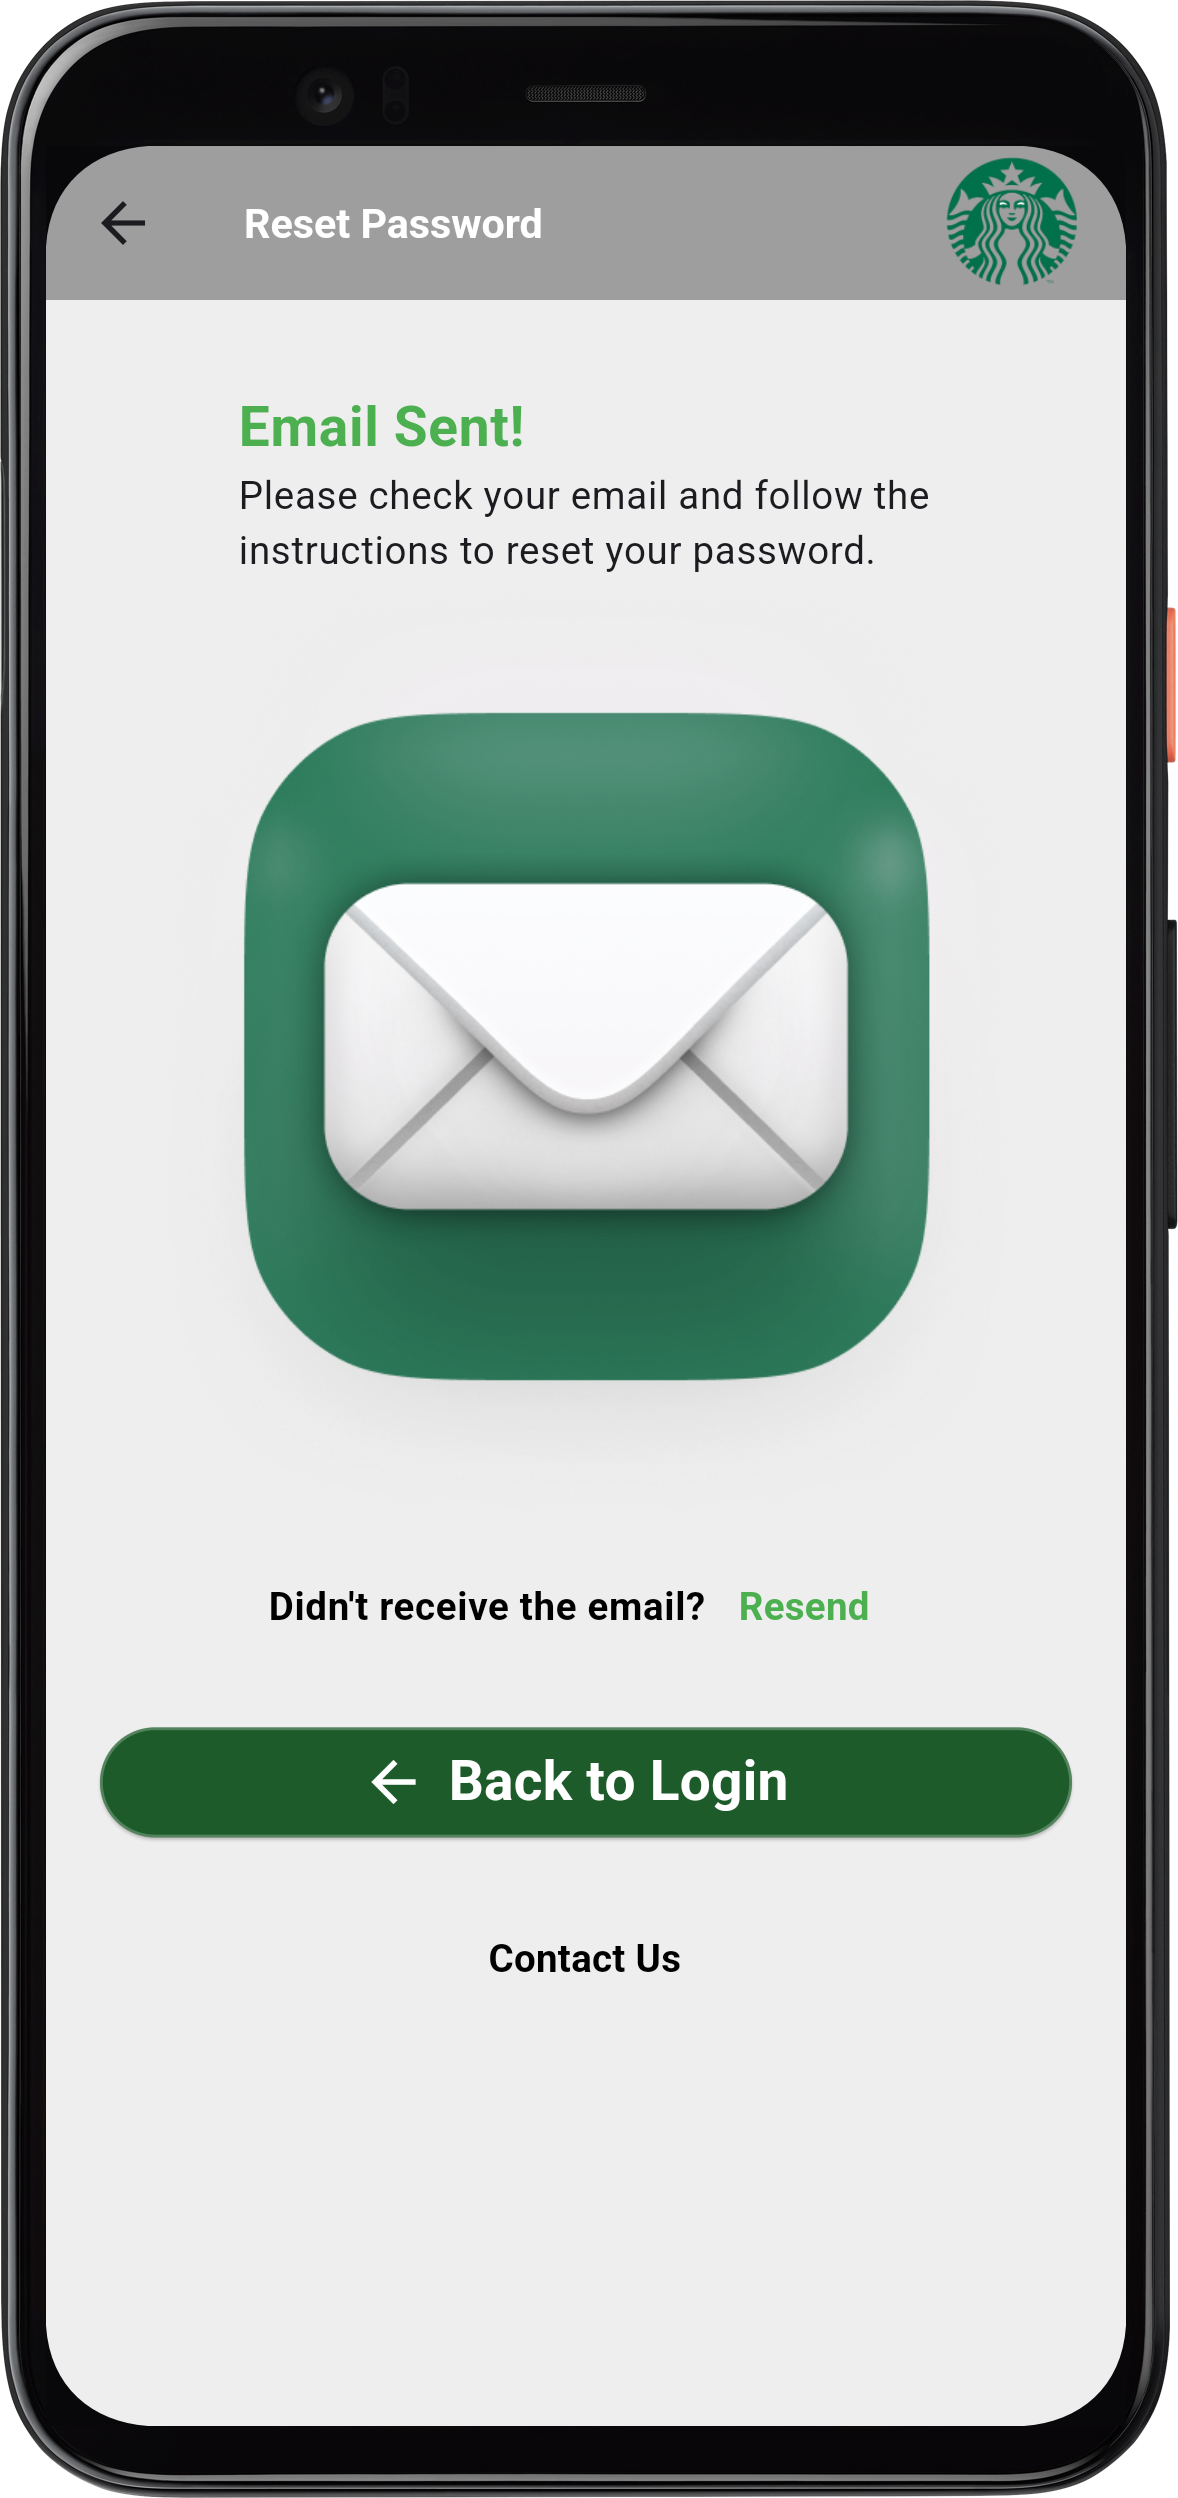 Reset Password
Email Sent!
Please check your email and follow the
instructions to reset your password.
Didn't receive the email? Resend
Back to Login
Contact Us